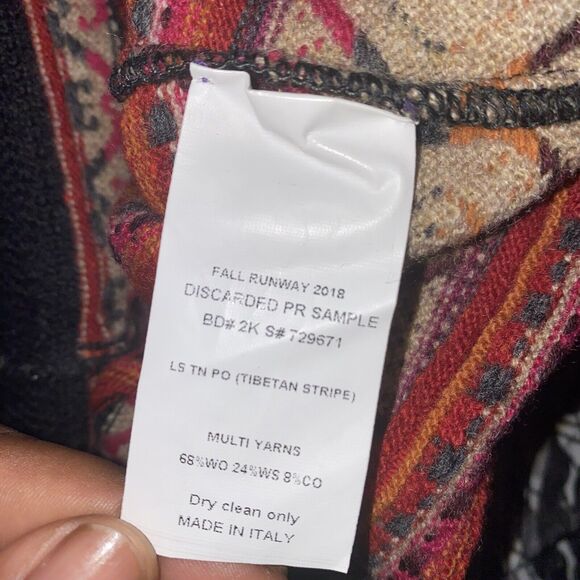 FALL RUNWAY 2018
DISCARDED PR SAMPLE
BD# 2K S# 729671
LS TN PO (TIBETAN STRIPE)
MULTI YARNS
68%WO 24%WS 8%CO
Dry clean only
MADE IN ITALY